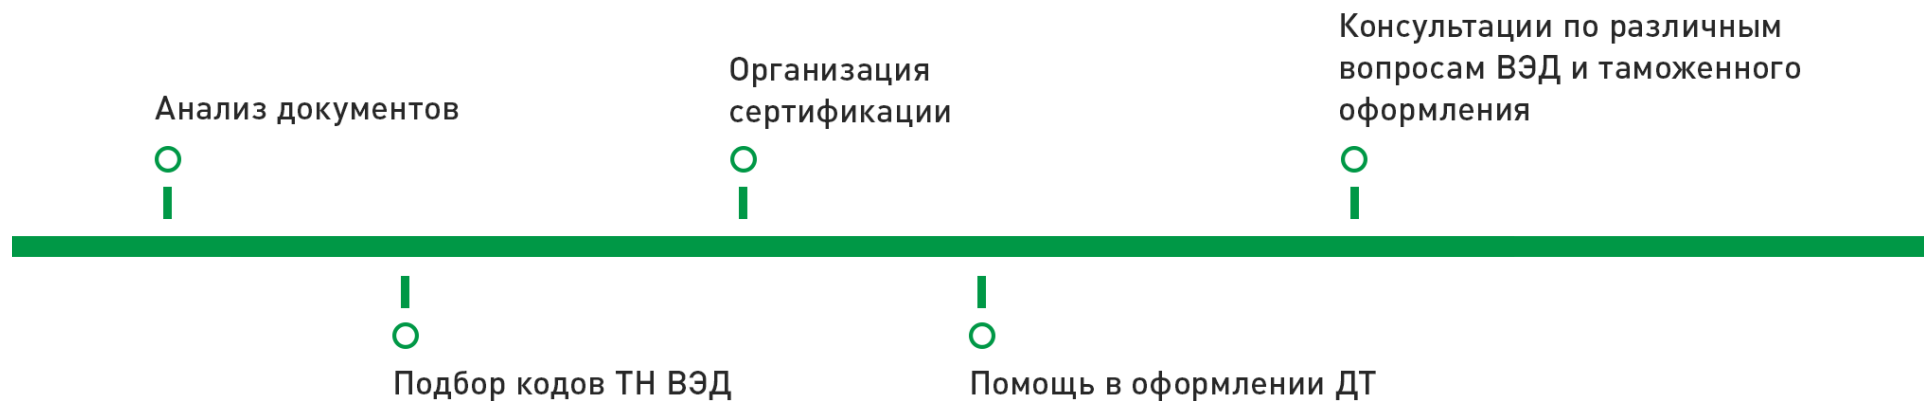 Анализ документов
Подбор кодов ТН ВЭД
Организация
сертификации
Помощь в оформлении ДТ
Консультации по различным
вопросам ВЭД и таможенного
оформления